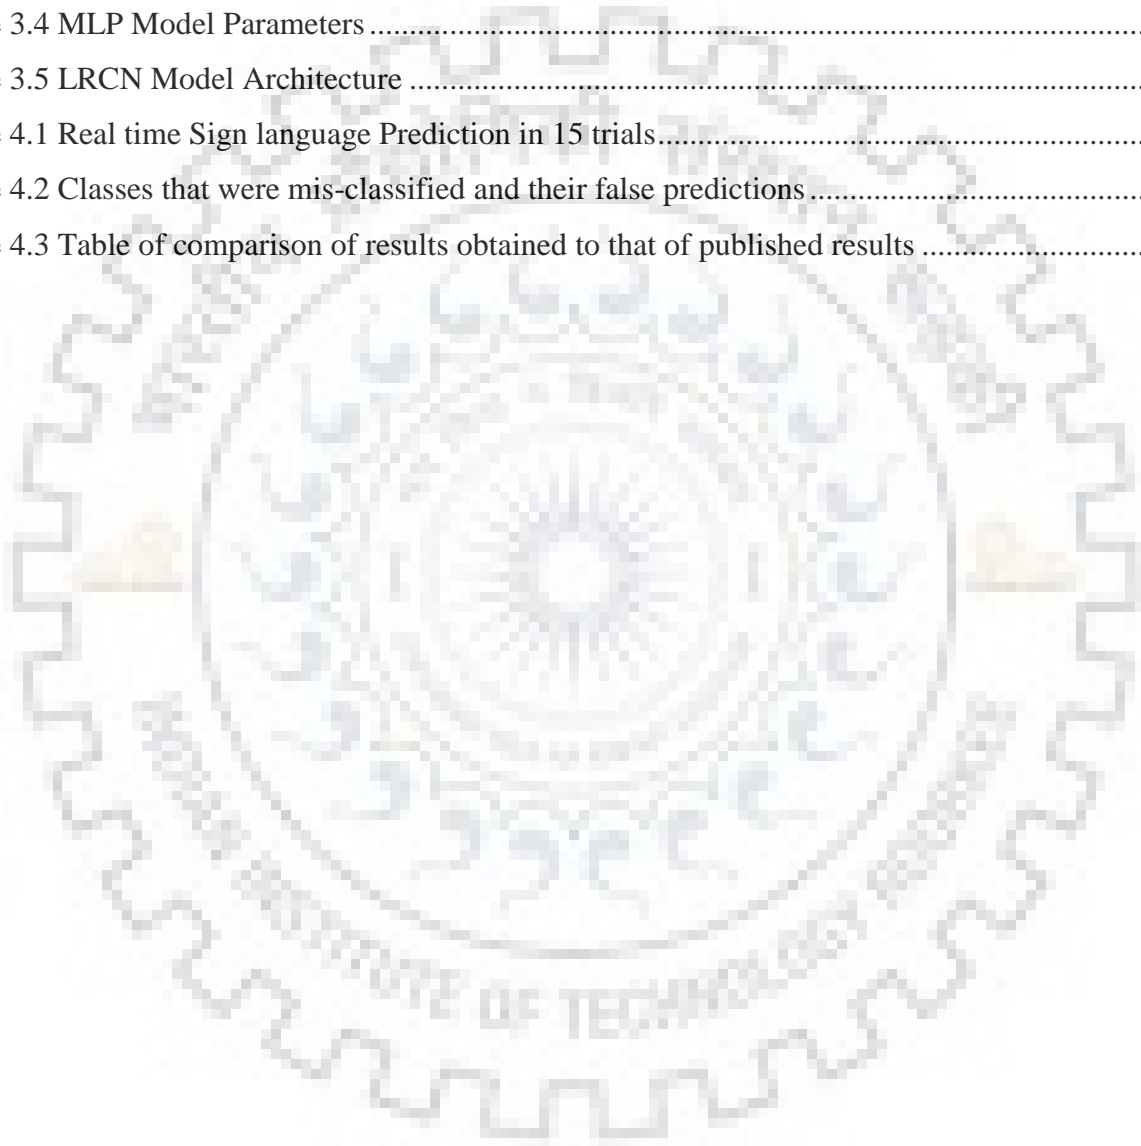 e 3.4 MLP Model Parameters ..........................................................................................
e 3.5 LRCN Model Architecture .....................................................................................
e 4.1 Real time Sign language Prediction in 15 trials.......................................................
e 4.2 Classes that were mis-classified and their false predictions ....................................
e 4.3 Table of comparison of results obtained to that of published results ......................
INSTITUTE OF TECHNOLOGY